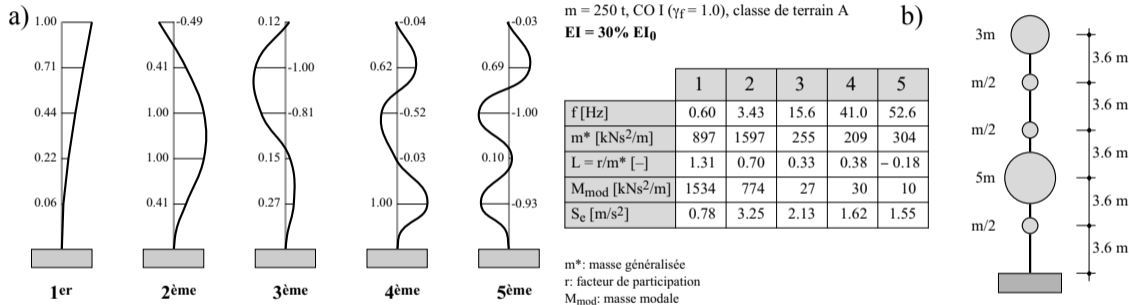 a)
1.00
0.71
0.44
0.22
0.06
1er
-0.49
0.41
1.00
1.00
0.41
2ème
0.12
-1.00
-0.81
0.15
0.27
3ème
-0.04
0.62
-0.52
-0.03
1.00
4ème
-0.03
0.69
-1.00
0.10
-0.93
5ème
m = 250 t, CO I (γf = 1.0), classe de terrain A
EI = 30% EI0
1 2 3 4 5
f [Hz] 0.60 3.43 15.6 41.0 52.6
m* [kNs2/m] 897 1597 255 209 304
L = r/m* [–] 1.31 0.70 0.33 0.38 – 0.18
Mmod [kNs2/m] 1534 774 27 30 10
Se [m/s2] 0.78 3.25 2.13 1.62 1.55
m*: masse généralisée
r: facteur de participation
Mmod: masse modale
b)
3m
3.6 m
m/2
3.6 m
m/2
3.6 m
5m
3.6 m
m/2
3.6 m